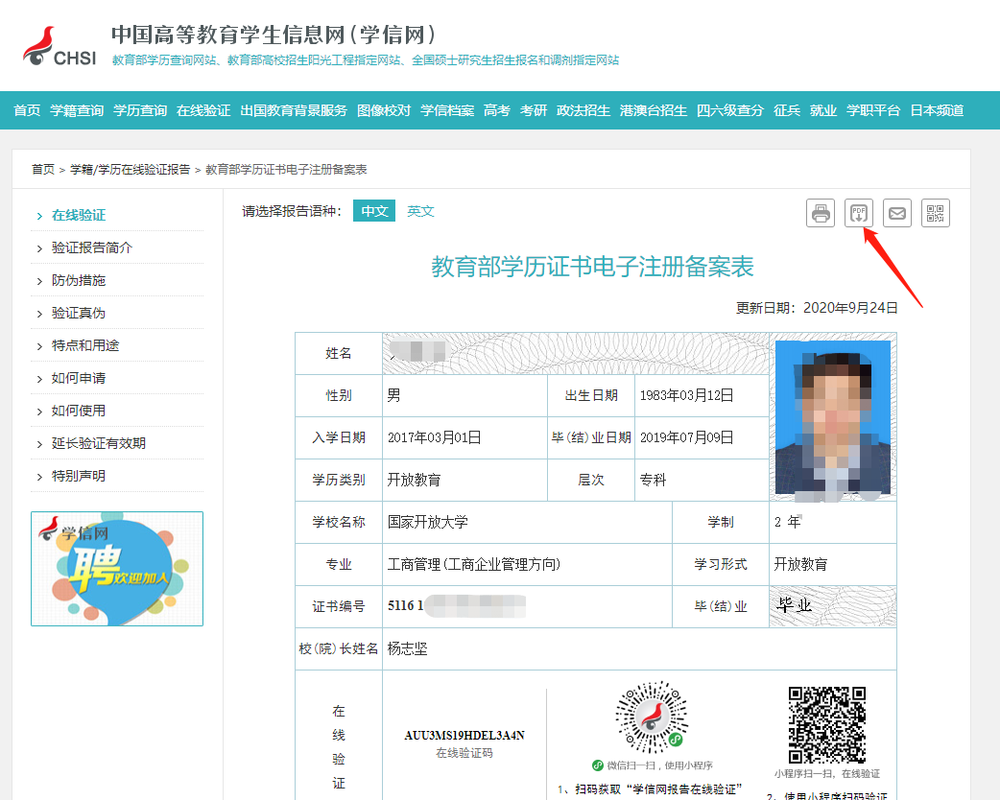 中国高等教育学生信息网(学信网)
CHSI
教育部学历查询网站、教育部高校招生阳光工程指定网站、全国硕士研究生招生报名和调剂指定网站
首页 学籍查询 学历查询 在线验证 出国教育背景服务 图像校对 学信档案 高考 考研 政法招生 港澳台招生 四六级查分 征兵 就业 学职平台 日本频道
首页 > 学籍/学历在线验证报告 > 教育部学历证书电子注册备案表
在线验证
验证报告简介
防伪措施
验证真伪
特点和用途
如何申请
如何使用
延长验证有效期
特别声明
学信网
聘
欢迎加入
请选择报告语种： 中文 英文
PDF
教育部学历证书电子注册备案表
更新日期：2020年9月24日
姓名
性别 男 出生日期 1983年03月12日
入学日期 2017年03月01日 毕(结)业日期 2019年07月09日
学历类别 开放教育 层次 专科
学校名称 国家开放大学 学制 2 年
专业 工商管理(工商企业管理方向) 学习形式 开放教育
证书编号 5116 1 毕(结)业 毕业
校(院)长姓名 杨志坚
在
线
验
证
AUU3MS19HDEL3A4N
在线验证码
微信扫一扫，使用小程序
小程序扫一扫，在线验证
1、扫码获取“学信网报告在线验证”
2、使用小程序扫码验证